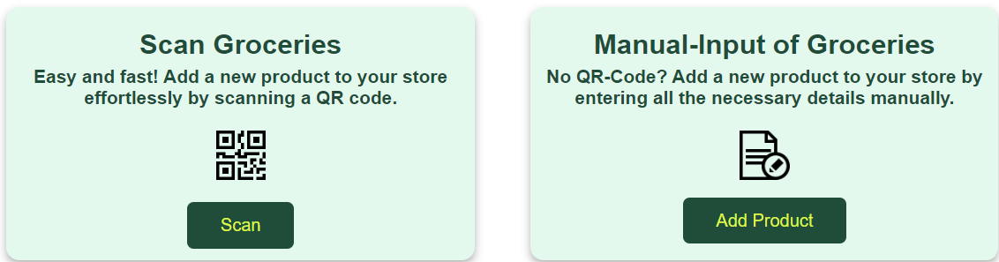 Scan Groceries
Easy and fast! Add a new product to your store
effortlessly by scanning a QR code.
Scan
Manual-Input of Groceries
No QR-Code? Add a new product to your store by
entering all the necessary details manually.
Add Product